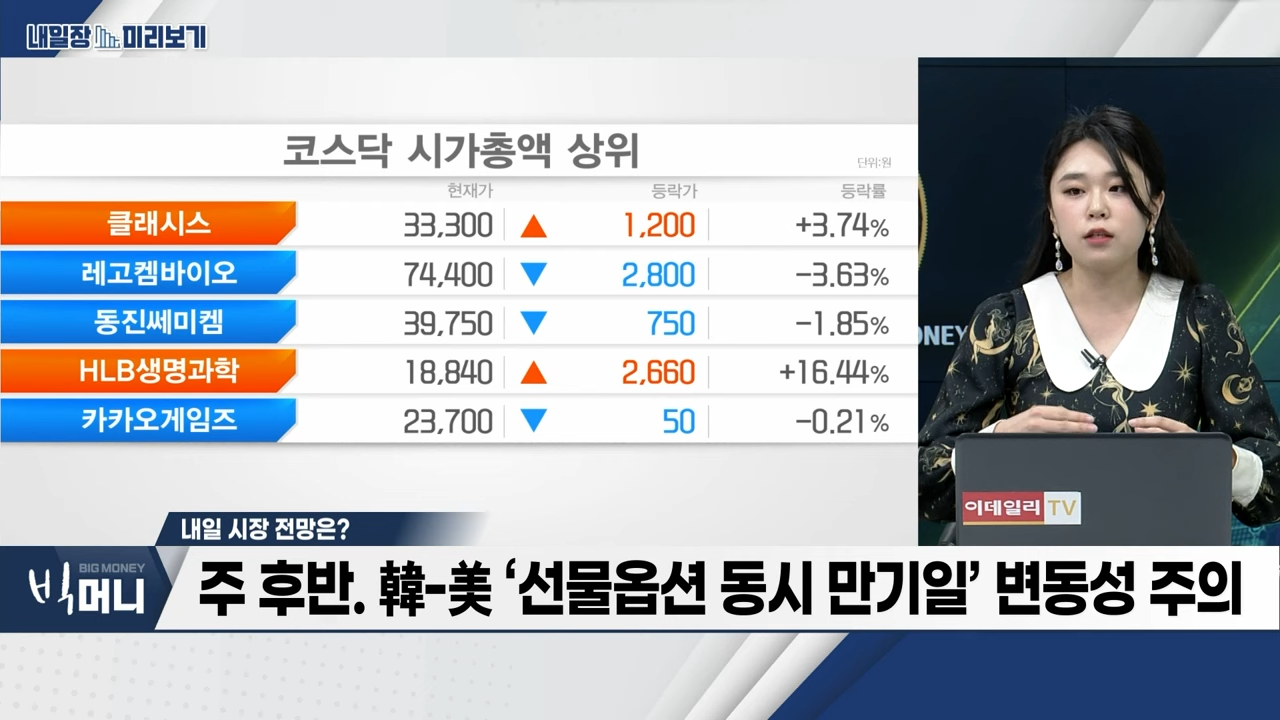 내일장 미리보기
코스닥 시가총액 상위
단위:원
현재가 등락가 등락률
클래시스 33,300 ▲ 1,200 +3.74%
레고켐바이오 74,400 ▼ 2,800 -3.63%
동진쎄미켐 39,750 ▼ 750 -1.85%
HLB생명과학 18,840 ▲ 2,660 +16.44%
카카오게임즈 23,700 ▼ 50 -0.21%
ONEY
이데일리 TV
내일 시장 전망은?
BIG MONEY
빅머니
주 후반. 韓-美 ‘선물옵션 동시 만기일’ 변동성 주의